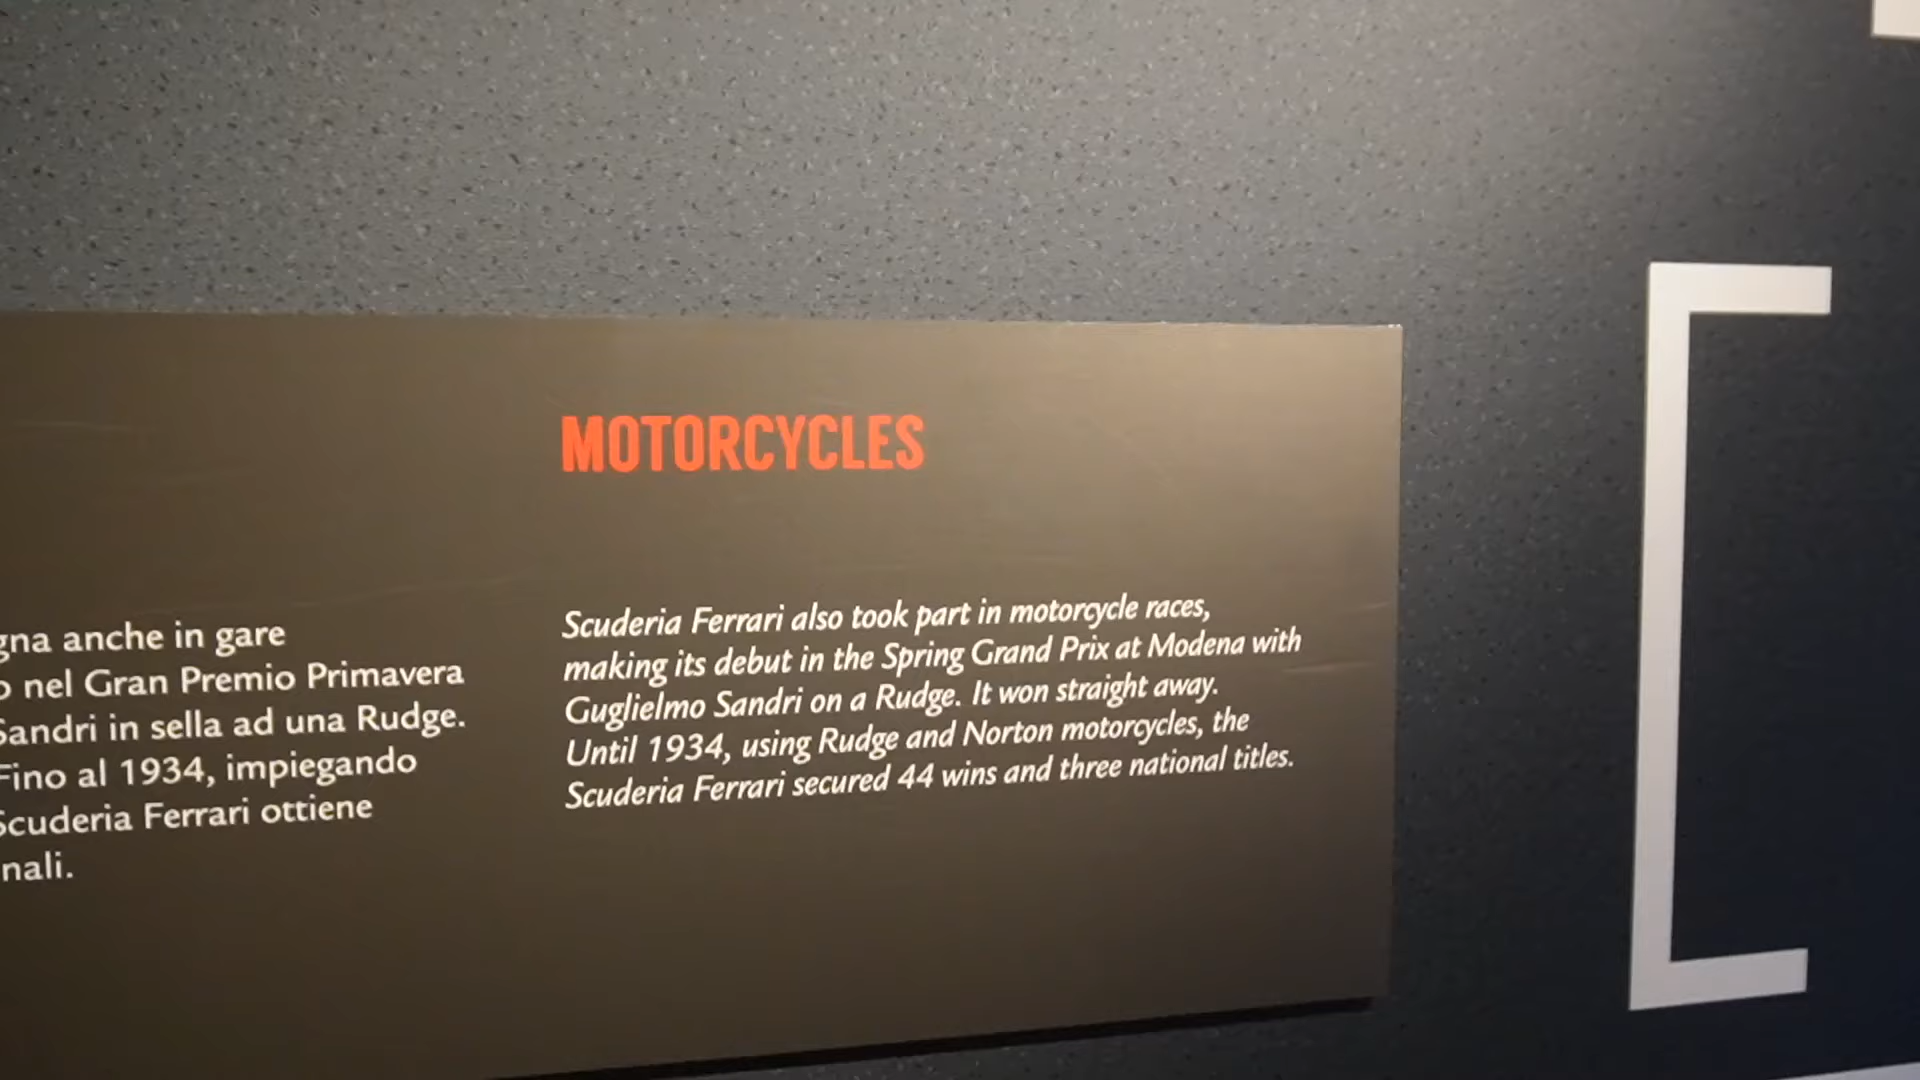 MOTORCYCLES
anche in gare
nel Gran Premio Primavera
Sandri in sella ad una Rudge.
Fino al 1934, impiegando
Scuderia Ferrari ottiene
Scuderia Ferrari also took part in motorcycle races,
making its debut in the Spring Grand Prix at Modena with
Guglielmo Sandri on a Rudge. It won straight away.
Until 1934, using Rudge and Norton motorcycles, the
Scuderia Ferrari secured 44 wins and three national titles.